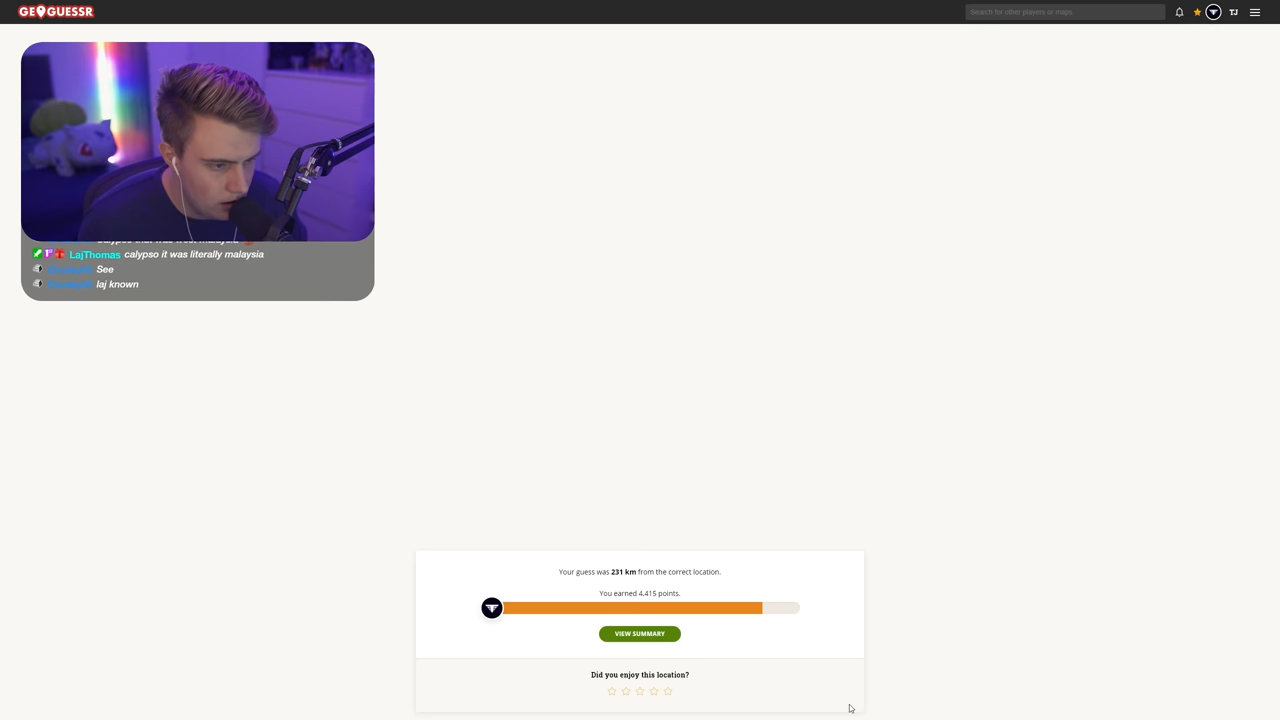 GEOGUESSR
Search for other players or maps
TJ
LajThomas calypso it was literally malaysia
See
laj known
Your guess was 231 km from the correct location.
You earned 4,415 points.
VIEW SUMMARY
Did you enjoy this location?